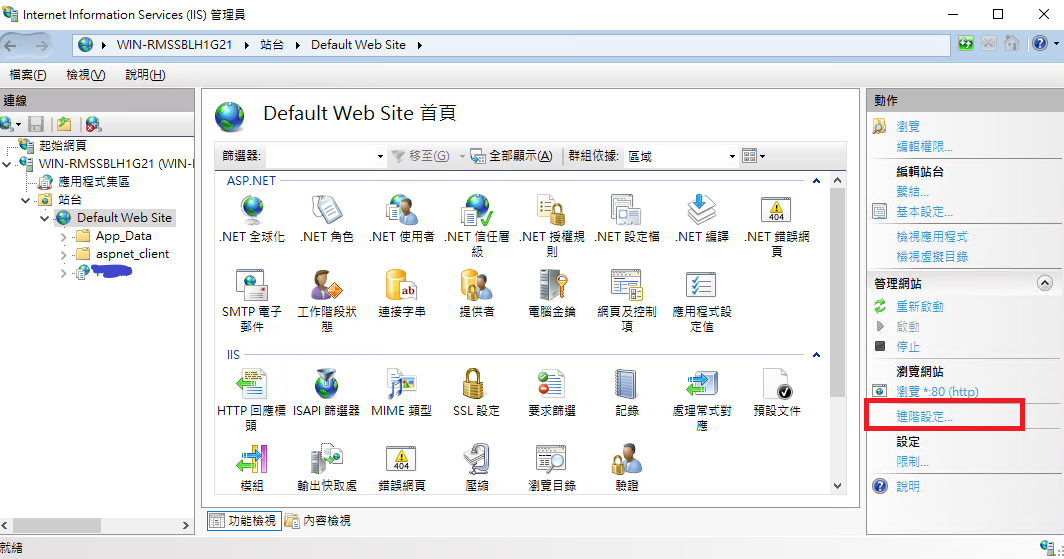 Internet Information Services (IIS) 管理員
WIN-RMSSBLH1G21 站台 Default Web Site
檔案(F) 檢視(V) 說明(H)
連線
起始網頁
WIN-RMSSBLH1G21 (WIN-
應用程式集區
站台
Default Web Site
App_Data
aspnet_client
Default Web Site 首頁
篩選器: 移至(G) 全部顯示(A) 群組依據: 區域
ASP.NET
.NET 全球化 .NET 角色 .NET 使用者 .NET 信任層級 .NET 授權規則 .NET 設定檔 .NET 編譯 .NET 錯誤網頁
SMTP 電子郵件 工作階段狀態 連接字串 提供者 電腦金鑰 網頁及控制項 應用程式設定值
IIS
HTTP 回應標頭 ISAPI 篩選器 MIME 類型 SSL 設定 要求篩選 記錄 處理常式對應 預設文件
模組 輸出快取處 錯誤網頁 壓縮 瀏覽目錄 驗證
功能檢視 內容檢視
動作
瀏覽
編輯權限...
編輯站台
繫結...
基本設定...
檢視應用程式
檢視虛擬目錄
管理網站
重新啟動
啟動
停止
瀏覽網站
瀏覽 *:80 (http)
進階設定...
設定
限制...
說明
就緒